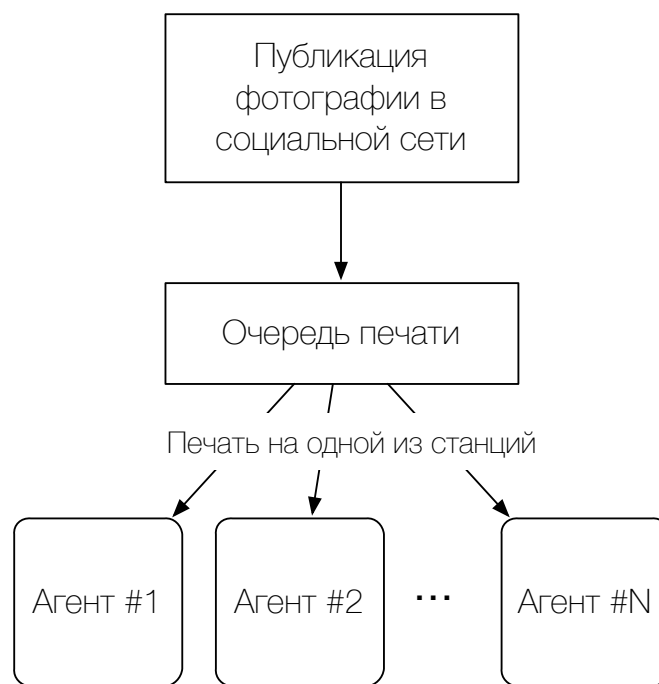 Публикация
фотографии в
социальной сети
Очередь печати
Печать на одной из станций
Агент #1
Агент #2
...
Агент #N